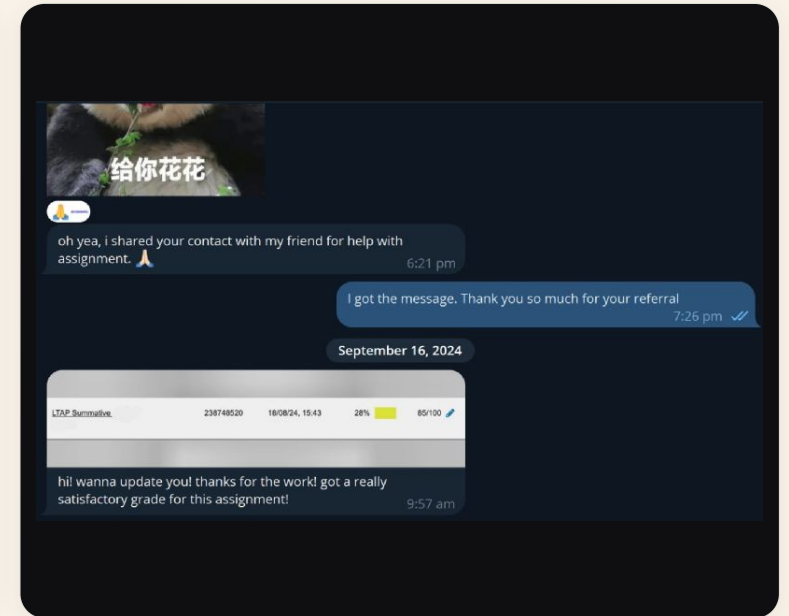 给你花花
🙏
oh yea, i shared your contact with my friend for help with
assignment. 🙏🏻
6:21 pm
I got the message. Thank you so much for your referral
7:26 pm
September 16, 2024
LTAP Summative 238748520 16/08/24, 15:43 28% 85/100
hi! wanna update you! thanks for the work! got a really
satisfactory grade for this assignment!
9:57 am